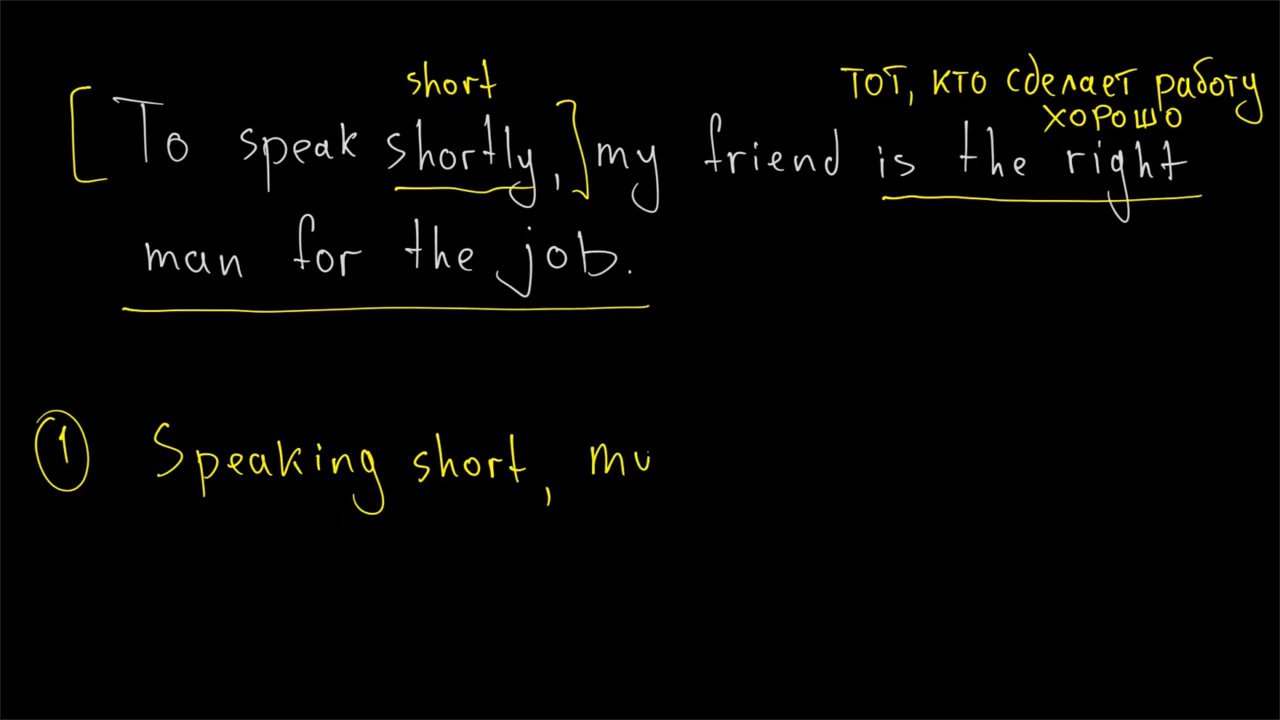 short
тот, кто сделает работу
хорошо
[To speak shortly,] my friend is the right
man for the job.
1 Speaking short, mu